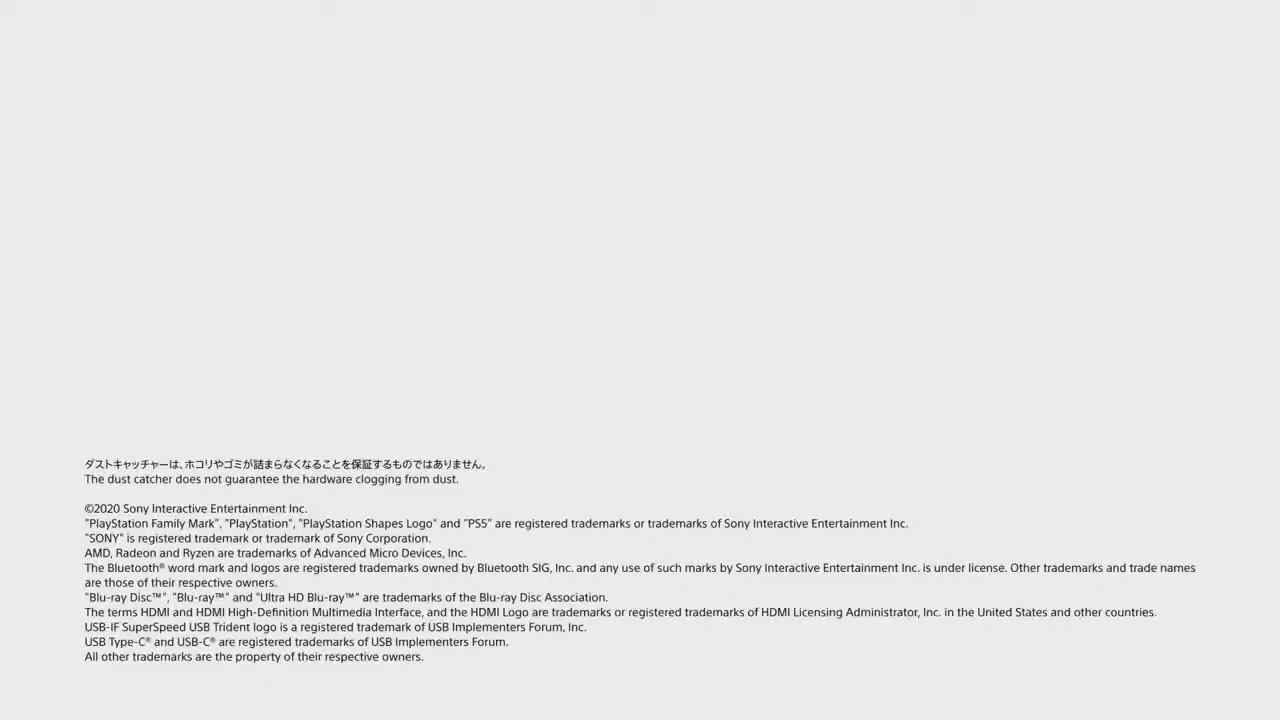 ダストキャッチャーは、ホコリやゴミが詰まらなくなることを保証するものではありません。
The dust catcher does not guarantee the hardware clogging from dust.
©2020 Sony Interactive Entertainment Inc.
"PlayStation Family Mark", "PlayStation", "PlayStation Shapes Logo" and "PS5" are registered trademarks or trademarks of Sony Interactive Entertainment Inc.
"SONY" is registered trademark or trademark of Sony Corporation.
AMD, Radeon and Ryzen are trademarks of Advanced Micro Devices, Inc.
The Bluetooth® word mark and logos are registered trademarks owned by Bluetooth SIG, Inc. and any use of such marks by Sony Interactive Entertainment Inc. is under license. Other trademarks and trade names
are those of their respective owners.
"Blu-ray Disc™", "Blu-ray™" and "Ultra HD Blu-ray™" are trademarks of the Blu-ray Disc Association.
The terms HDMI and HDMI High-Definition Multimedia Interface, and the HDMI Logo are trademarks or registered trademarks of HDMI Licensing Administrator, Inc. in the United States and other countries.
USB-IF SuperSpeed USB Trident logo is a registered trademark of USB Implementers Forum, Inc.
USB Type-C® and USB-C® are registered trademarks of USB Implementers Forum.
All other trademarks are the property of their respective owners.